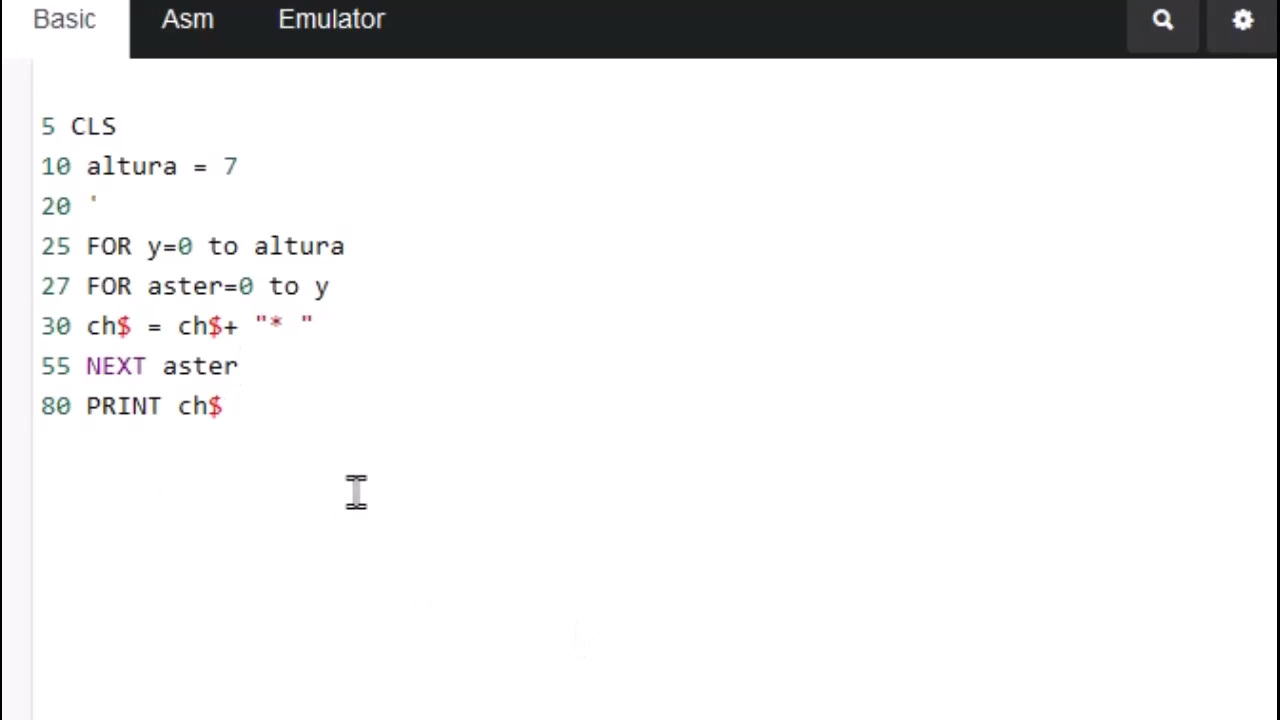 Basic Asm Emulator
5 CLS
10 altura = 7
20 '
25 FOR y=0 to altura
27 FOR aster=0 to y
30 ch$ = ch$+ "* "
55 NEXT aster
80 PRINT ch$